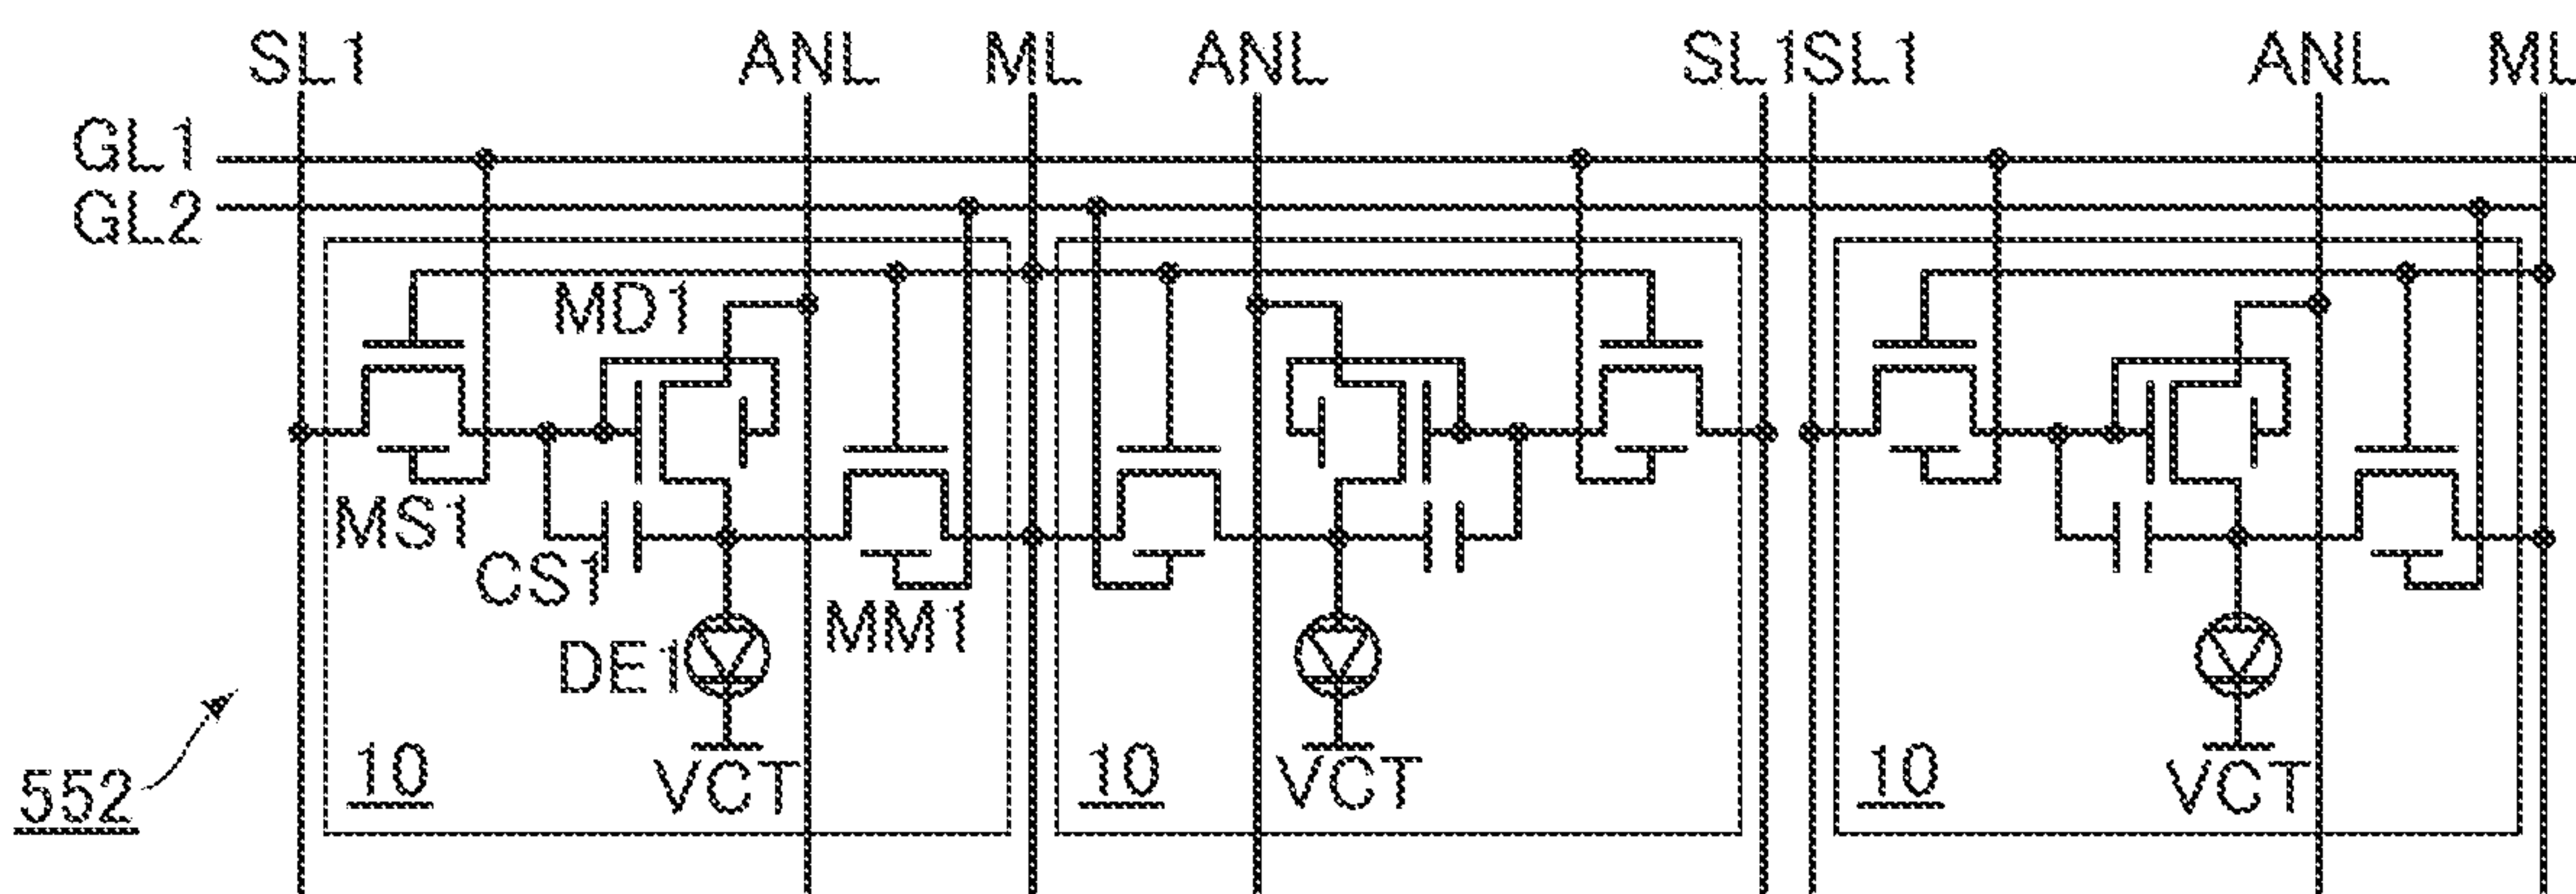 SL1 ANL ML ANL SL1 SL1 ANL ML
GL1
GL2
MD1
MS1
CS1
MM1
DE1
10 VCT 10 VCT 10 VCT
552